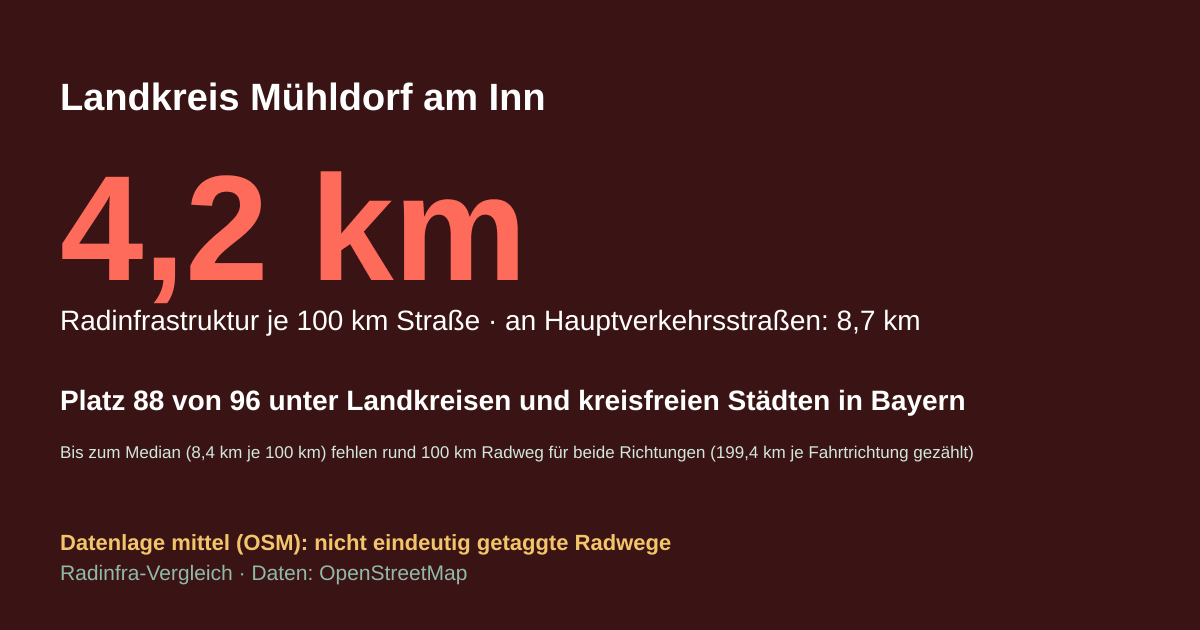 Landkreis Mühldorf am Inn
4,2 km
Radinfrastruktur je 100 km Straße · an Hauptverkehrsstraßen: 8,7 km
Platz 88 von 96 unter Landkreisen und kreisfreien Städten in Bayern
Bis zum Median (8,4 km je 100 km) fehlen rund 100 km Radweg für beide Richtungen (199,4 km je Fahrtrichtung gezählt)
Datenlage mittel (OSM): nicht eindeutig getaggte Radwege
Radinfra-Vergleich · Daten: OpenStreetMap